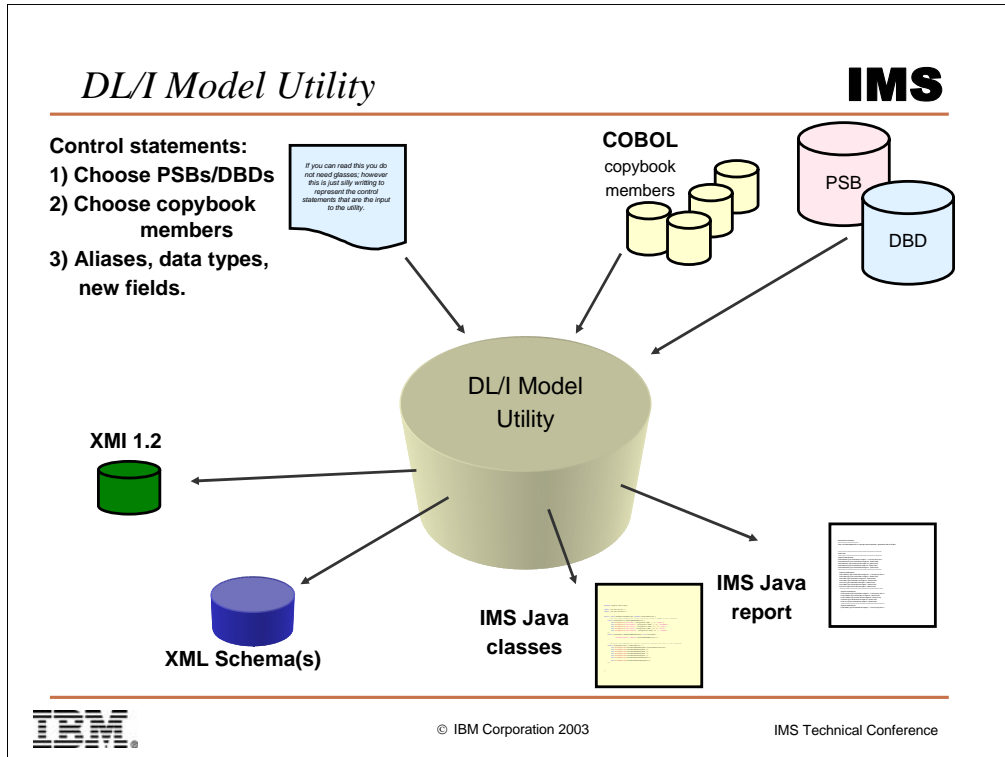 DL/I Model Utility
IMS
Control statements:
1) Choose PSBs/DBDs
2) Choose copybook
members
3) Aliases, data types,
new fields.
If you can read this you do
not need glasses; however
this is just silly writting to
represent the control
statements that are the input
to the utility.
COBOL
copybook
members
PSB
DBD
DL/I Model
Utility
XMI 1.2
XML Schema(s)
IMS Java
classes
IMS Java
report
IBM®
© IBM Corporation 2003
IMS Technical Conference